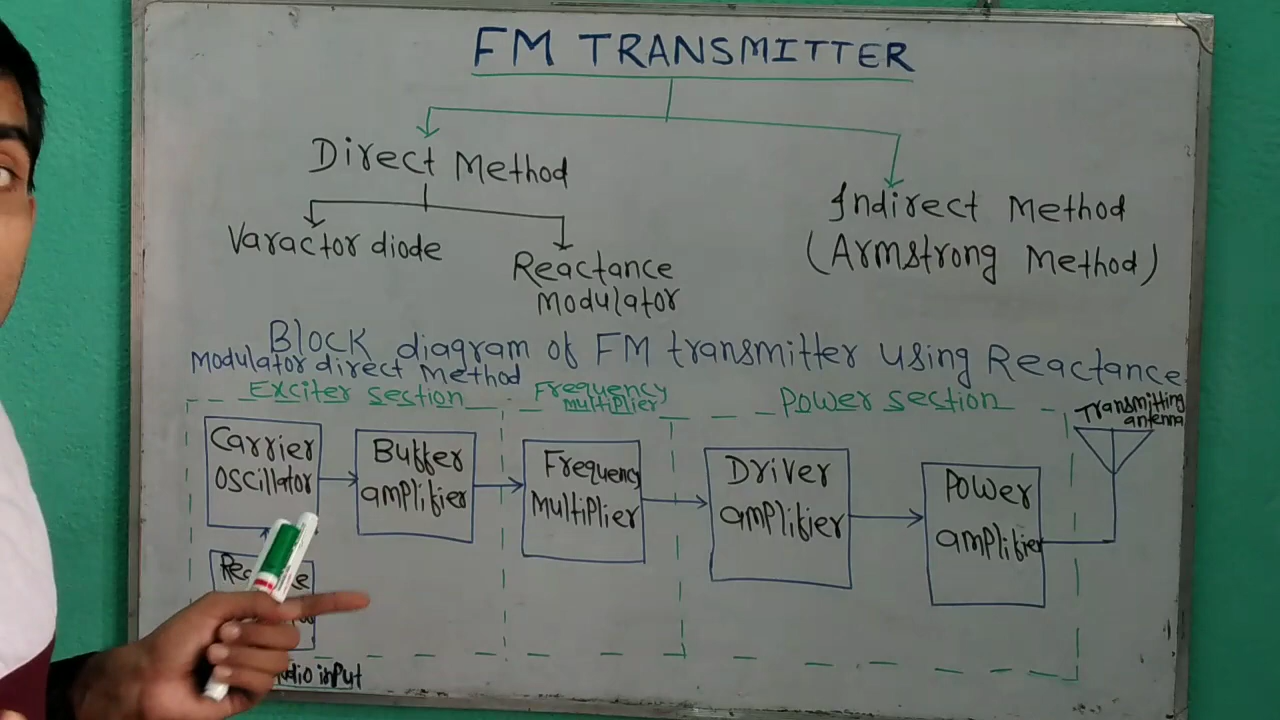 FM TRANSMITTER
Direct Method
Indirect Method
(Armstrong Method)
Varactor diode
Reactance
Modulator
Block diagram of FM transmitter using Reactance
Modulator direct Method
Exciter section
Frequency
multiplier
Power section
Transmitting
antenna
Carrier
oscillator
Buffer
amplifier
Frequency
Multiplier
Driver
amplifier
Power
amplifier
input